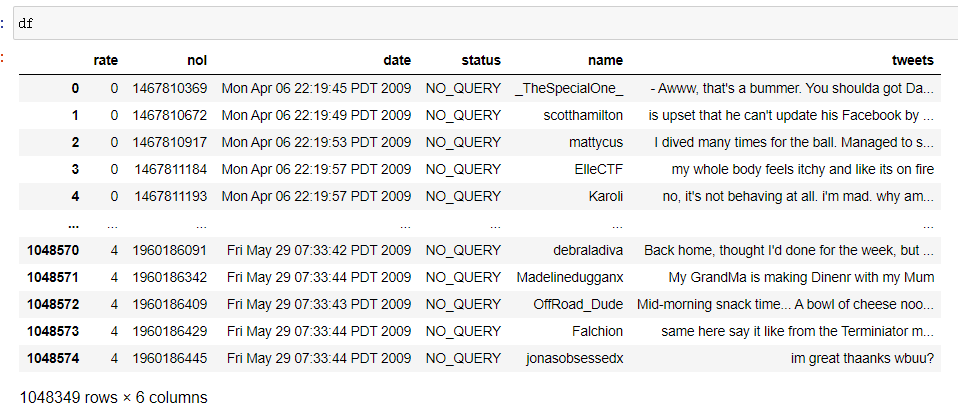 : df
:
rate nol date status name tweets
0 0 1467810369 Mon Apr 06 22:19:45 PDT 2009 NO_QUERY _TheSpecialOne_ - Awww, that's a bummer. You shoulda got Da...
1 0 1467810672 Mon Apr 06 22:19:49 PDT 2009 NO_QUERY scotthamilton is upset that he can't update his Facebook by ...
2 0 1467810917 Mon Apr 06 22:19:53 PDT 2009 NO_QUERY mattycus I dived many times for the ball. Managed to s...
3 0 1467811184 Mon Apr 06 22:19:57 PDT 2009 NO_QUERY ElleCTF my whole body feels itchy and like its on fire
4 0 1467811193 Mon Apr 06 22:19:57 PDT 2009 NO_QUERY Karoli no, it's not behaving at all. i'm mad. why am...
... ... ... ... ... ... ...
1048570 4 1960186091 Fri May 29 07:33:42 PDT 2009 NO_QUERY debraladiva Back home, thought I'd done for the week, but ...
1048571 4 1960186342 Fri May 29 07:33:44 PDT 2009 NO_QUERY Madelinedugganx My GrandMa is making Dinenr with my Mum
1048572 4 1960186409 Fri May 29 07:33:43 PDT 2009 NO_QUERY OffRoad_Dude Mid-morning snack time... A bowl of cheese noo...
1048573 4 1960186429 Fri May 29 07:33:44 PDT 2009 NO_QUERY Falchion same here say it like from the Terminiator m...
1048574 4 1960186445 Fri May 29 07:33:44 PDT 2009 NO_QUERY jonasobsessedx im great thaanks wbuu?
1048349 rows × 6 columns